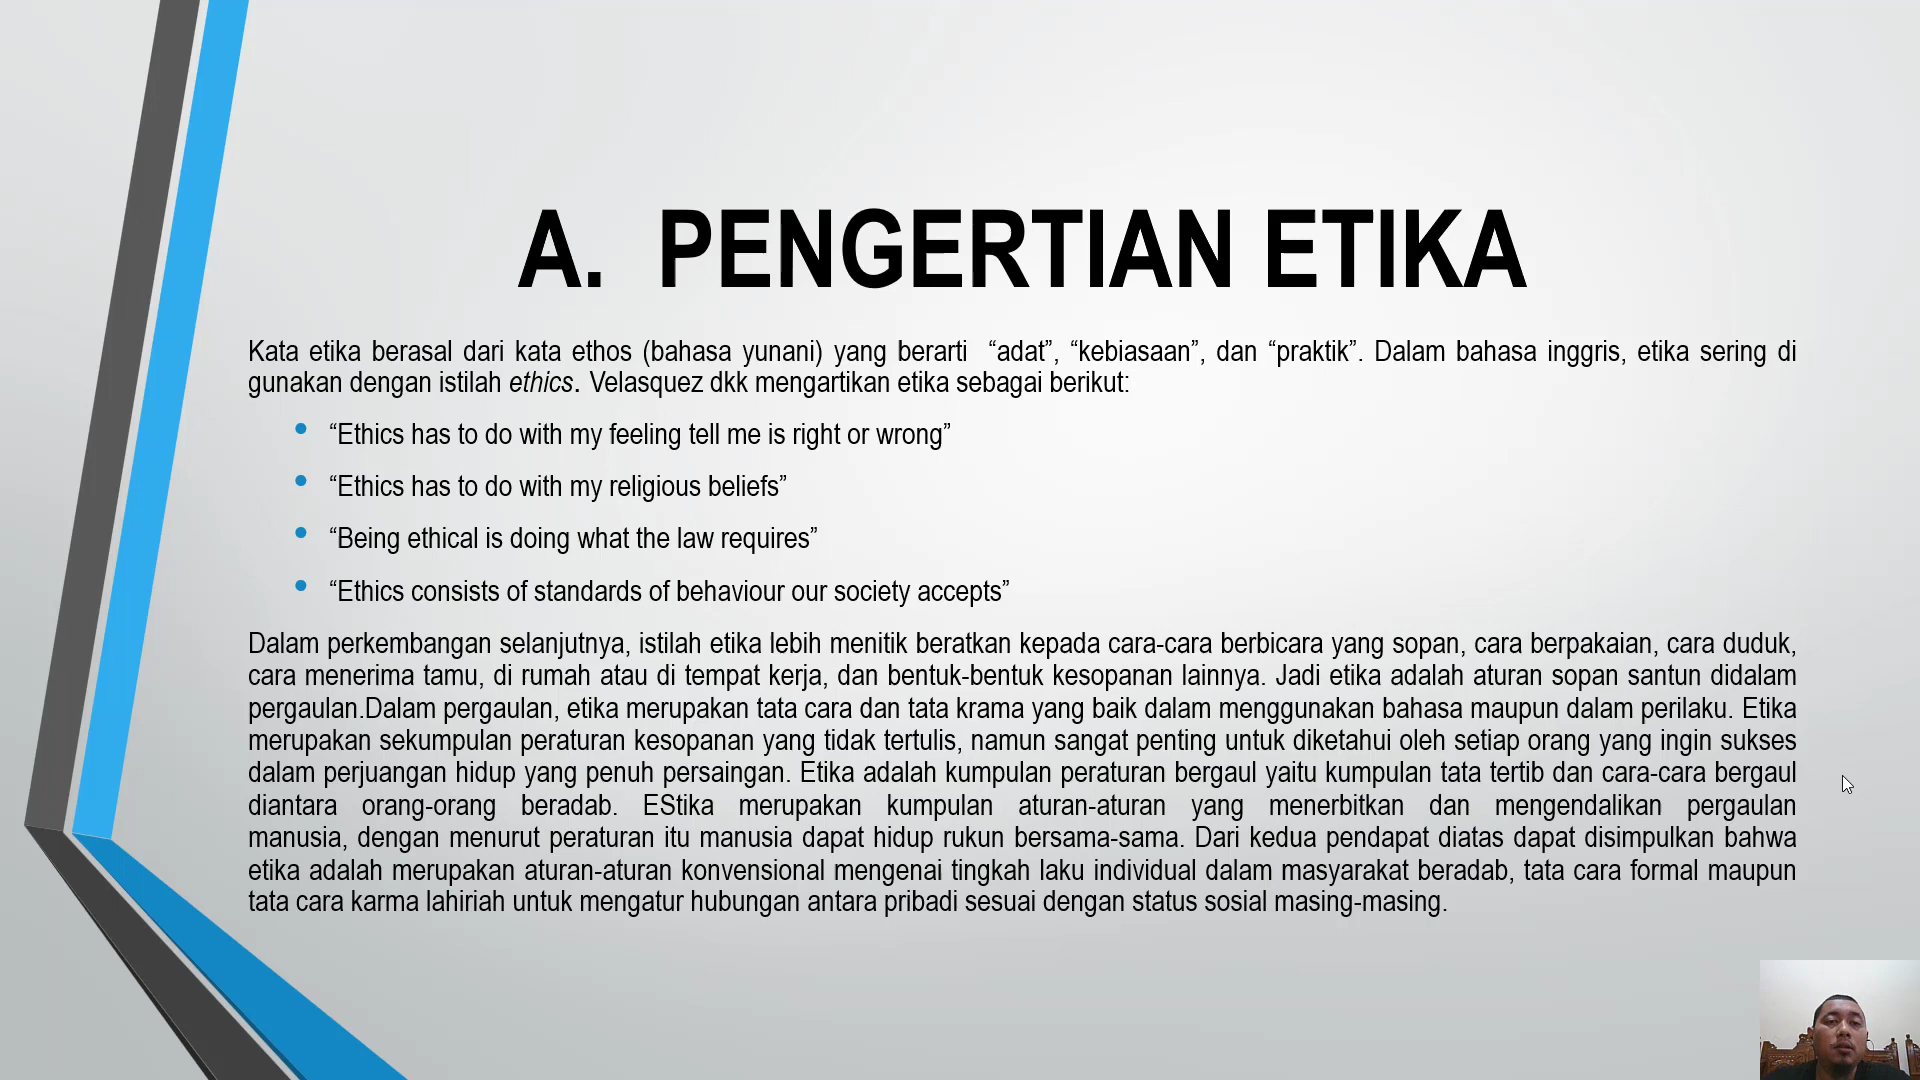 A. PENGERTIAN ETIKA
Kata etika berasal dari kata ethos (bahasa yunani) yang berarti “adat”, “kebiasaan”, dan “praktik”. Dalam bahasa inggris, etika sering di
gunakan dengan istilah ethics. Velasquez dkk mengartikan etika sebagai berikut:
• “Ethics has to do with my feeling tell me is right or wrong”
• “Ethics has to do with my religious beliefs”
• “Being ethical is doing what the law requires”
• “Ethics consists of standards of behaviour our society accepts”
Dalam perkembangan selanjutnya, istilah etika lebih menitik beratkan kepada cara-cara berbicara yang sopan, cara berpakaian, cara duduk,
cara menerima tamu, di rumah atau di tempat kerja, dan bentuk-bentuk kesopanan lainnya. Jadi etika adalah aturan sopan santun didalam
pergaulan.Dalam pergaulan, etika merupakan tata cara dan tata krama yang baik dalam menggunakan bahasa maupun dalam perilaku. Etika
merupakan sekumpulan peraturan kesopanan yang tidak tertulis, namun sangat penting untuk diketahui oleh setiap orang yang ingin sukses
dalam perjuangan hidup yang penuh persaingan. Etika adalah kumpulan peraturan bergaul yaitu kumpulan tata tertib dan cara-cara bergaul
diantara orang-orang beradab. EStika merupakan kumpulan aturan-aturan yang menerbitkan dan mengendalikan pergaulan
manusia, dengan menurut peraturan itu manusia dapat hidup rukun bersama-sama. Dari kedua pendapat diatas dapat disimpulkan bahwa
etika adalah merupakan aturan-aturan konvensional mengenai tingkah laku individual dalam masyarakat beradab, tata cara formal maupun
tata cara karma lahiriah untuk mengatur hubungan antara pribadi sesuai dengan status sosial masing-masing.